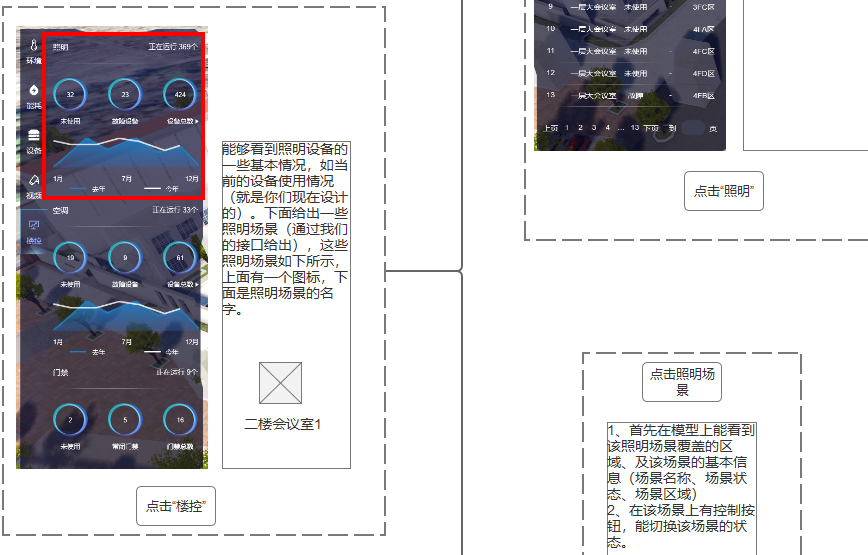 照明
正在运行 369个
环境
32
23
424
能耗
未使用
故障设备
设备总数
设备
1月
7月
12月
去年
今年
视频
空调
正在运行 33个
楼控
19
9
61
未使用
故障设备
设备总数
1月
7月
12月
去年
今年
门禁
正在运行 9个
2
5
16
未使用
常闭门禁
门禁总数
能够看到照明设备的
一些基本情况，如当
前的设备使用情况
（就是你们现在设计
的）。下面给出一些
照明场景（通过我们
的接口给出），这些
照明场景如下所示，
上面有一个图标，下
面是照明场景的名
字。
二楼会议室1
点击“楼控”
9 一层大会议室 未使用 - 3FC区
10 一层大会议室 未使用 - 4FA区
11 一层大会议室 未使用 - 4FC区
12 一层大会议室 未使用 - 4FD区
13 一层大会议室 故障 - 4FB区
上页 1 2 3 4 ... 13 下页 到 页
点击“照明”
点击照明场
景
1、首先在模型上能看到
该照明场景覆盖的区
域、及该场景的基本信
息（场景名称、场景状
态、场景区域）
2、在该场景上有控制按
钮，能切换该场景的状
态。